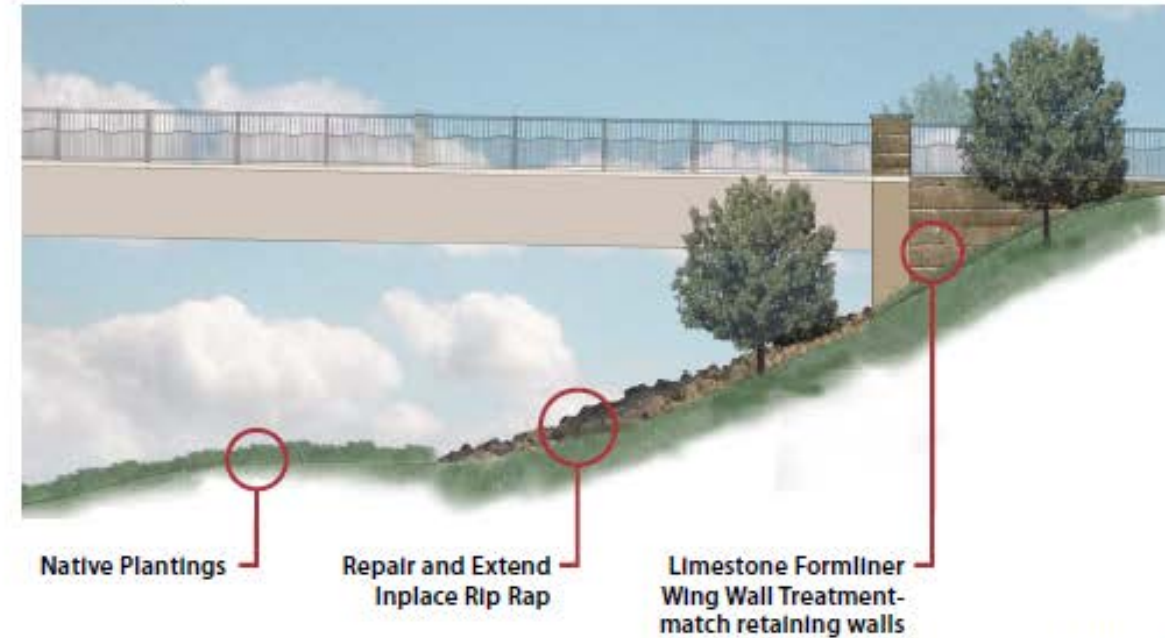 Native Plantings
Repair and Extend
Inplace Rip Rap
Limestone Formliner
Wing Wall Treatment-
match retaining walls